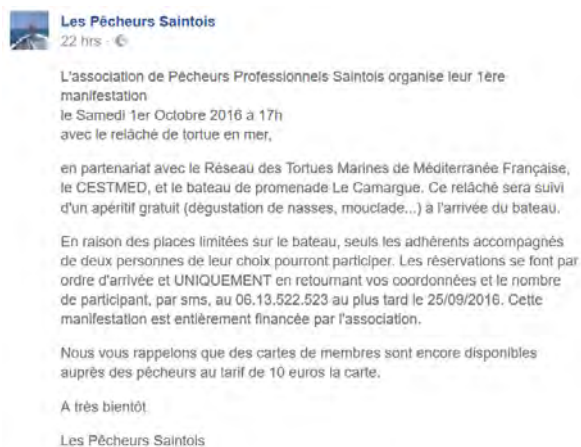 Les Pêcheurs Saintois
22 hrs ·
L'association de Pêcheurs Professionnels Saintois organise leur 1ère
manifestation
le Samedi 1er Octobre 2016 à 17h
avec le relâché de tortue en mer,
en partenariat avec le Réseau des Tortues Marines de Méditerranée Française,
le CESTMED, et le bateau de promenade Le Camargue. Ce relâché sera suivi
d'un apéritif gratuit (dégustation de nasses, mouclade...) à l'arrivée du bateau.
En raison des places limitées sur le bateau, seuls les adhérents accompagnés
de deux personnes de leur choix pourront participer. Les réservations se font par
ordre d'arrivée et UNIQUEMENT en retournant vos coordonnées et le nombre
de participant, par sms, au 06.13.522.523 au plus tard le 25/09/2016. Cette
manifestation est entièrement financée par l'association.
Nous vous rappelons que des cartes de membres sont encore disponibles
auprès des pêcheurs au tarif de 10 euros la carte.
A très bientôt
Les Pêcheurs Saintois